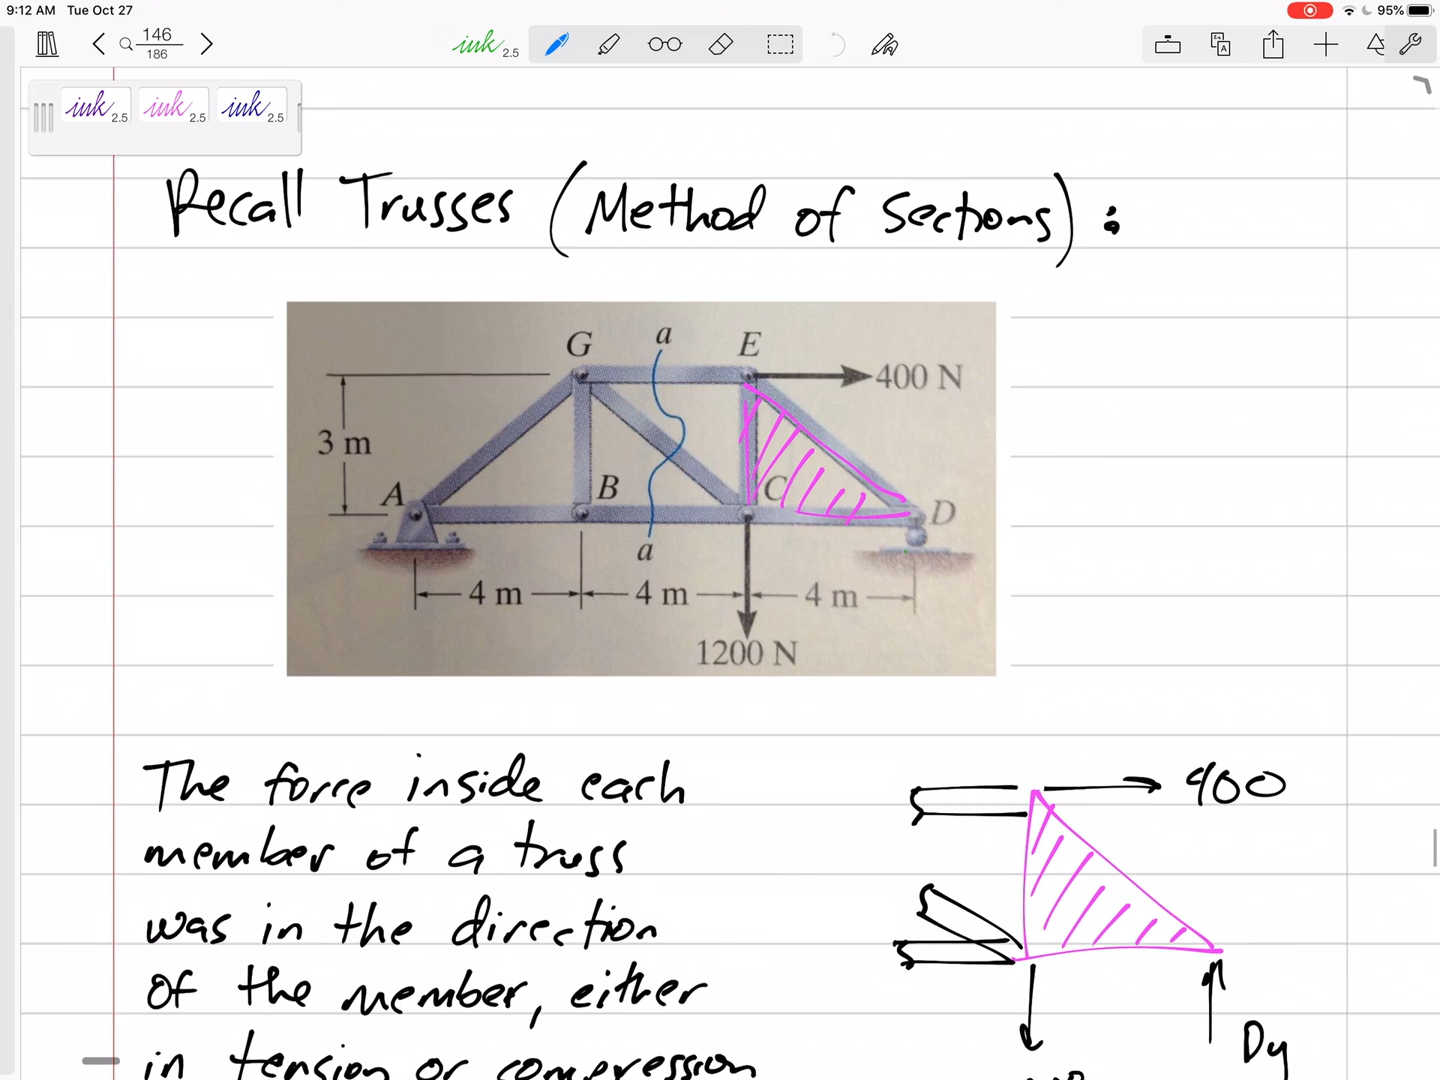 9:12 AM Tue Oct 27
95%
146
186
ink 2.5
ink 2.5
ink 2.5
ink 2.5
Recall Trusses (Method of Sections):
G
a
E
400 N
3 m
A
B
C
D
a
4 m
4 m
4 m
1200 N
The force inside each
member of a truss
was in the direction
of the member, either
in tension or compression
400
Dy